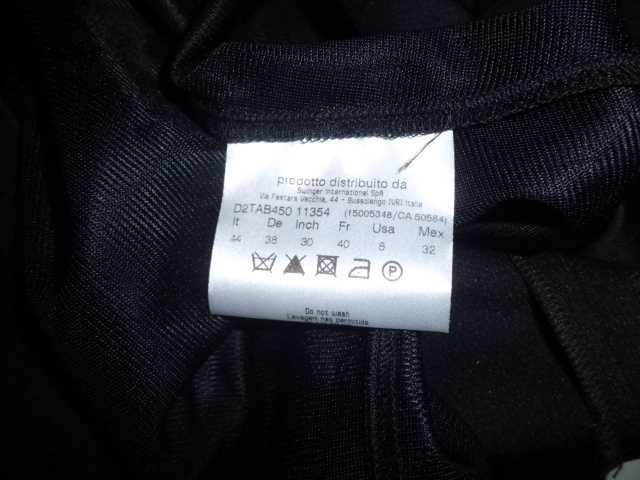 prodotto distribuito da
Swinger International SpA
Via Festara Vecchia, 44 - Bussolengo (VR) Italia
D2TAB450 11354 (15005348/CA.50584)
It De Inch Fr Usa Mex
44 38 30 40 8 32
P
Do not wash
Lavagem nao permitida